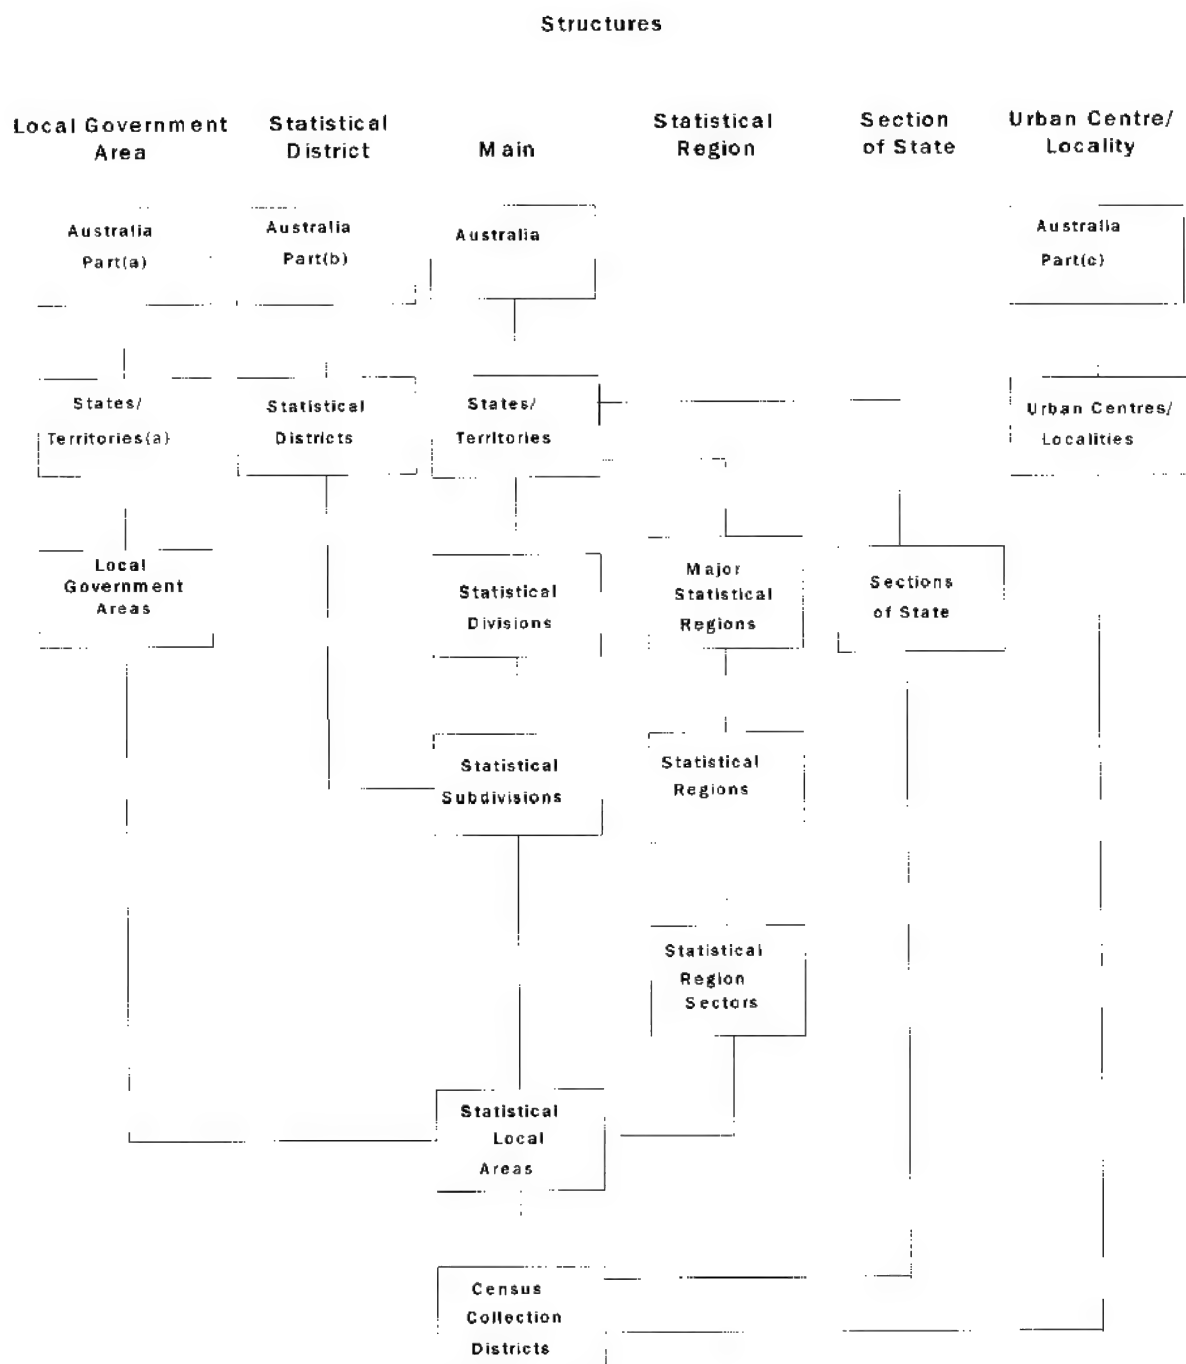 Structures
Local Government
Area
Statistical
District
Main
Statistical
Region
Section
of State
Urban Centre/
Locality
Australia
Part(a)
Australia
Part(b)
Australia
Australia
Part(c)
States/
Territories(a)
Statistical
Districts
States/
Territories
Urban Centres/
Localities
Local
Government
Areas
Statistical
Divisions
Major
Statistical
Regions
Sections
of State
Statistical
Subdivisions
Statistical
Regions
Statistical
Region
Sectors
Statistical
Local
Areas
Census
Collection
Districts